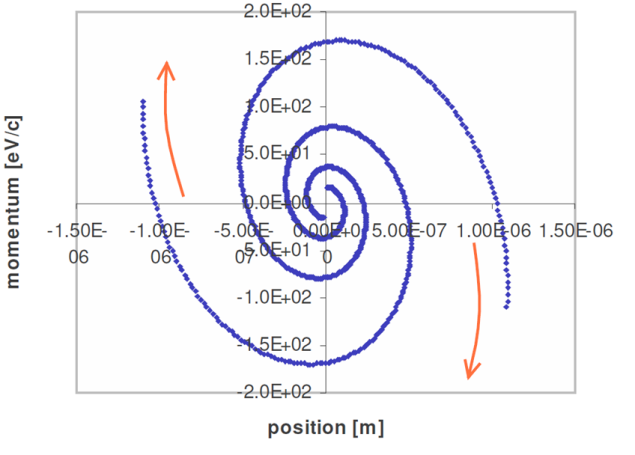 2.0E+02
1.5E+02
1.0E+02
5.0E+01
0.0E+00
-1.50E-06
-1.00E-06
-5.00E-07
0.00E+00
5.00E-07
1.00E-06
1.50E-06
-5.0E+01
-1.0E+02
-1.5E+02
-2.0E+02
momentum [eV/c]
position [m]